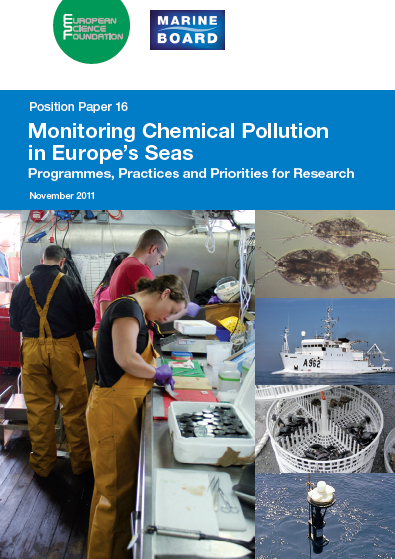 EUROPEAN
SCIENCE
FOUNDATION
MARINE
BOARD
Position Paper 16
Monitoring Chemical Pollution
in Europe's Seas
Programmes, Practices and Priorities for Research
November 2011
A962